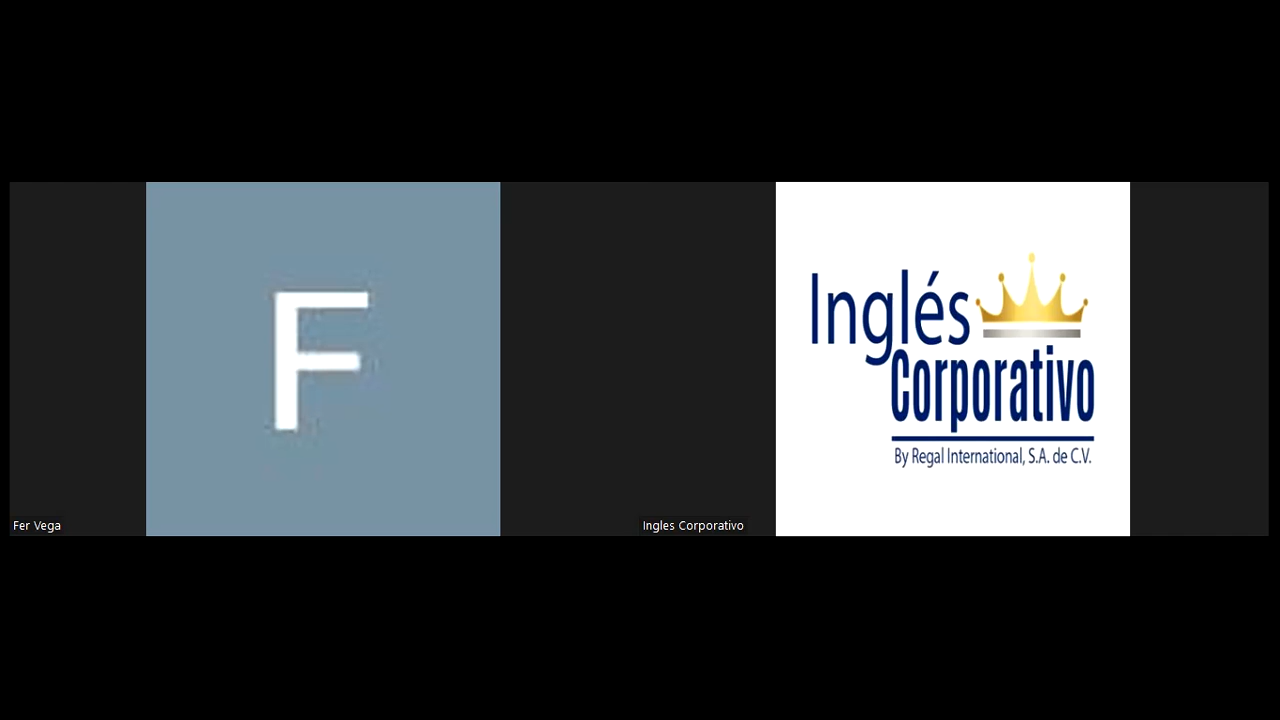 F
Fer Vega
Inglés
Corporativo
By Regal International, S.A. de C.V.
Ingles Corporativo